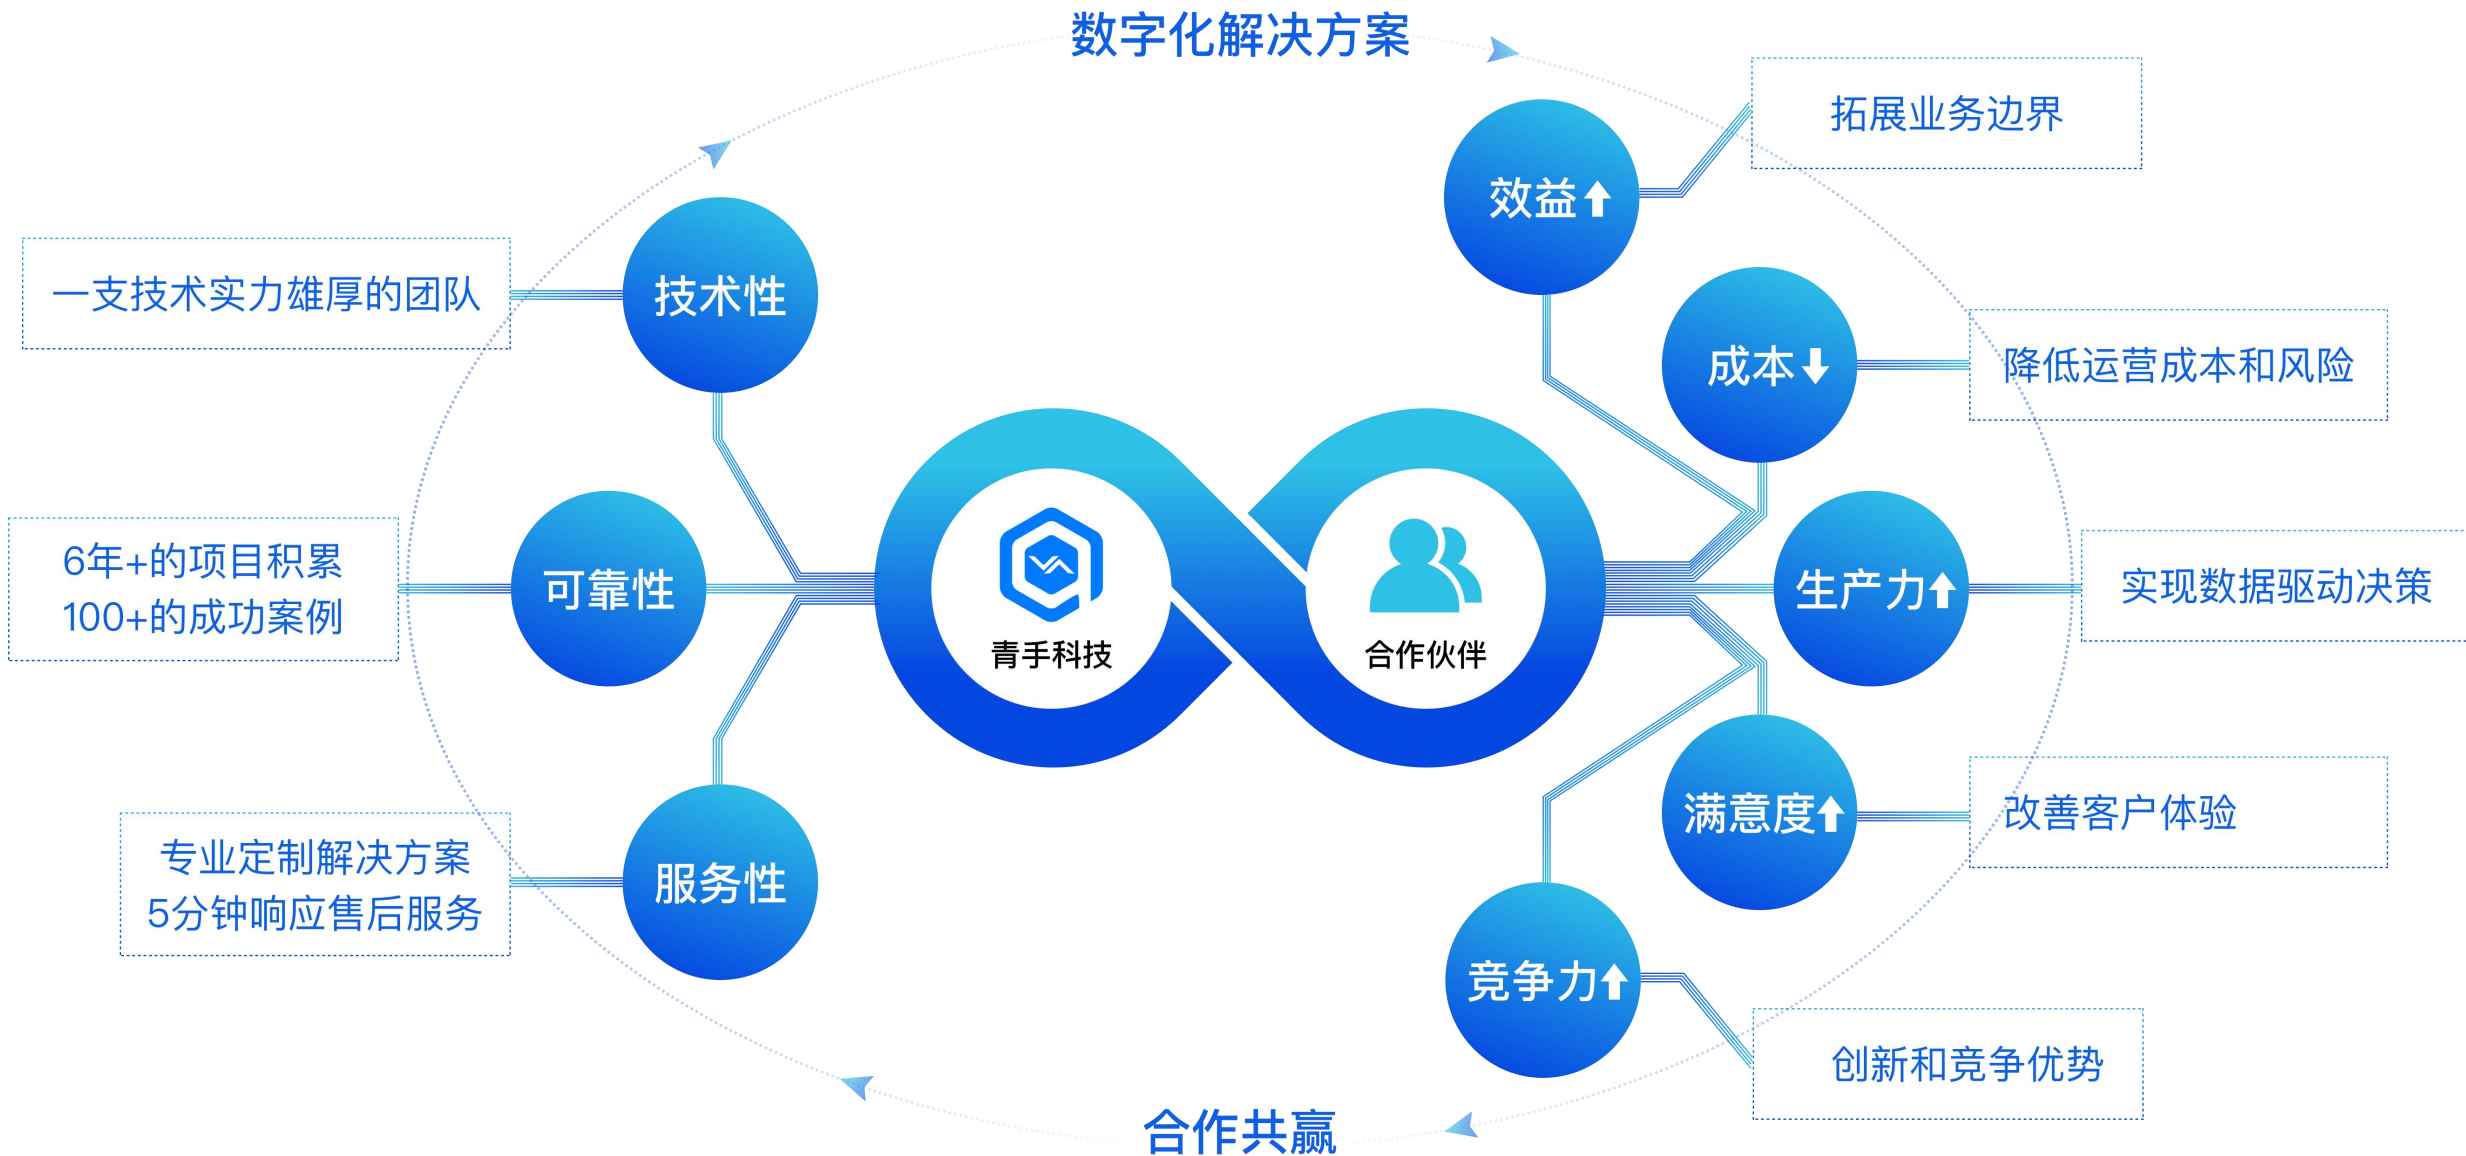 数字化解决方案
拓展业务边界
效益
一支技术实力雄厚的团队
技术性
成本
降低运营成本和风险
6年+的项目积累
100+的成功案例
可靠性
青手科技
合作伙伴
生产力
实现数据驱动决策
专业定制解决方案
5分钟响应售后服务
服务性
满意度
改善客户体验
竞争力
创新和竞争优势
合作共赢